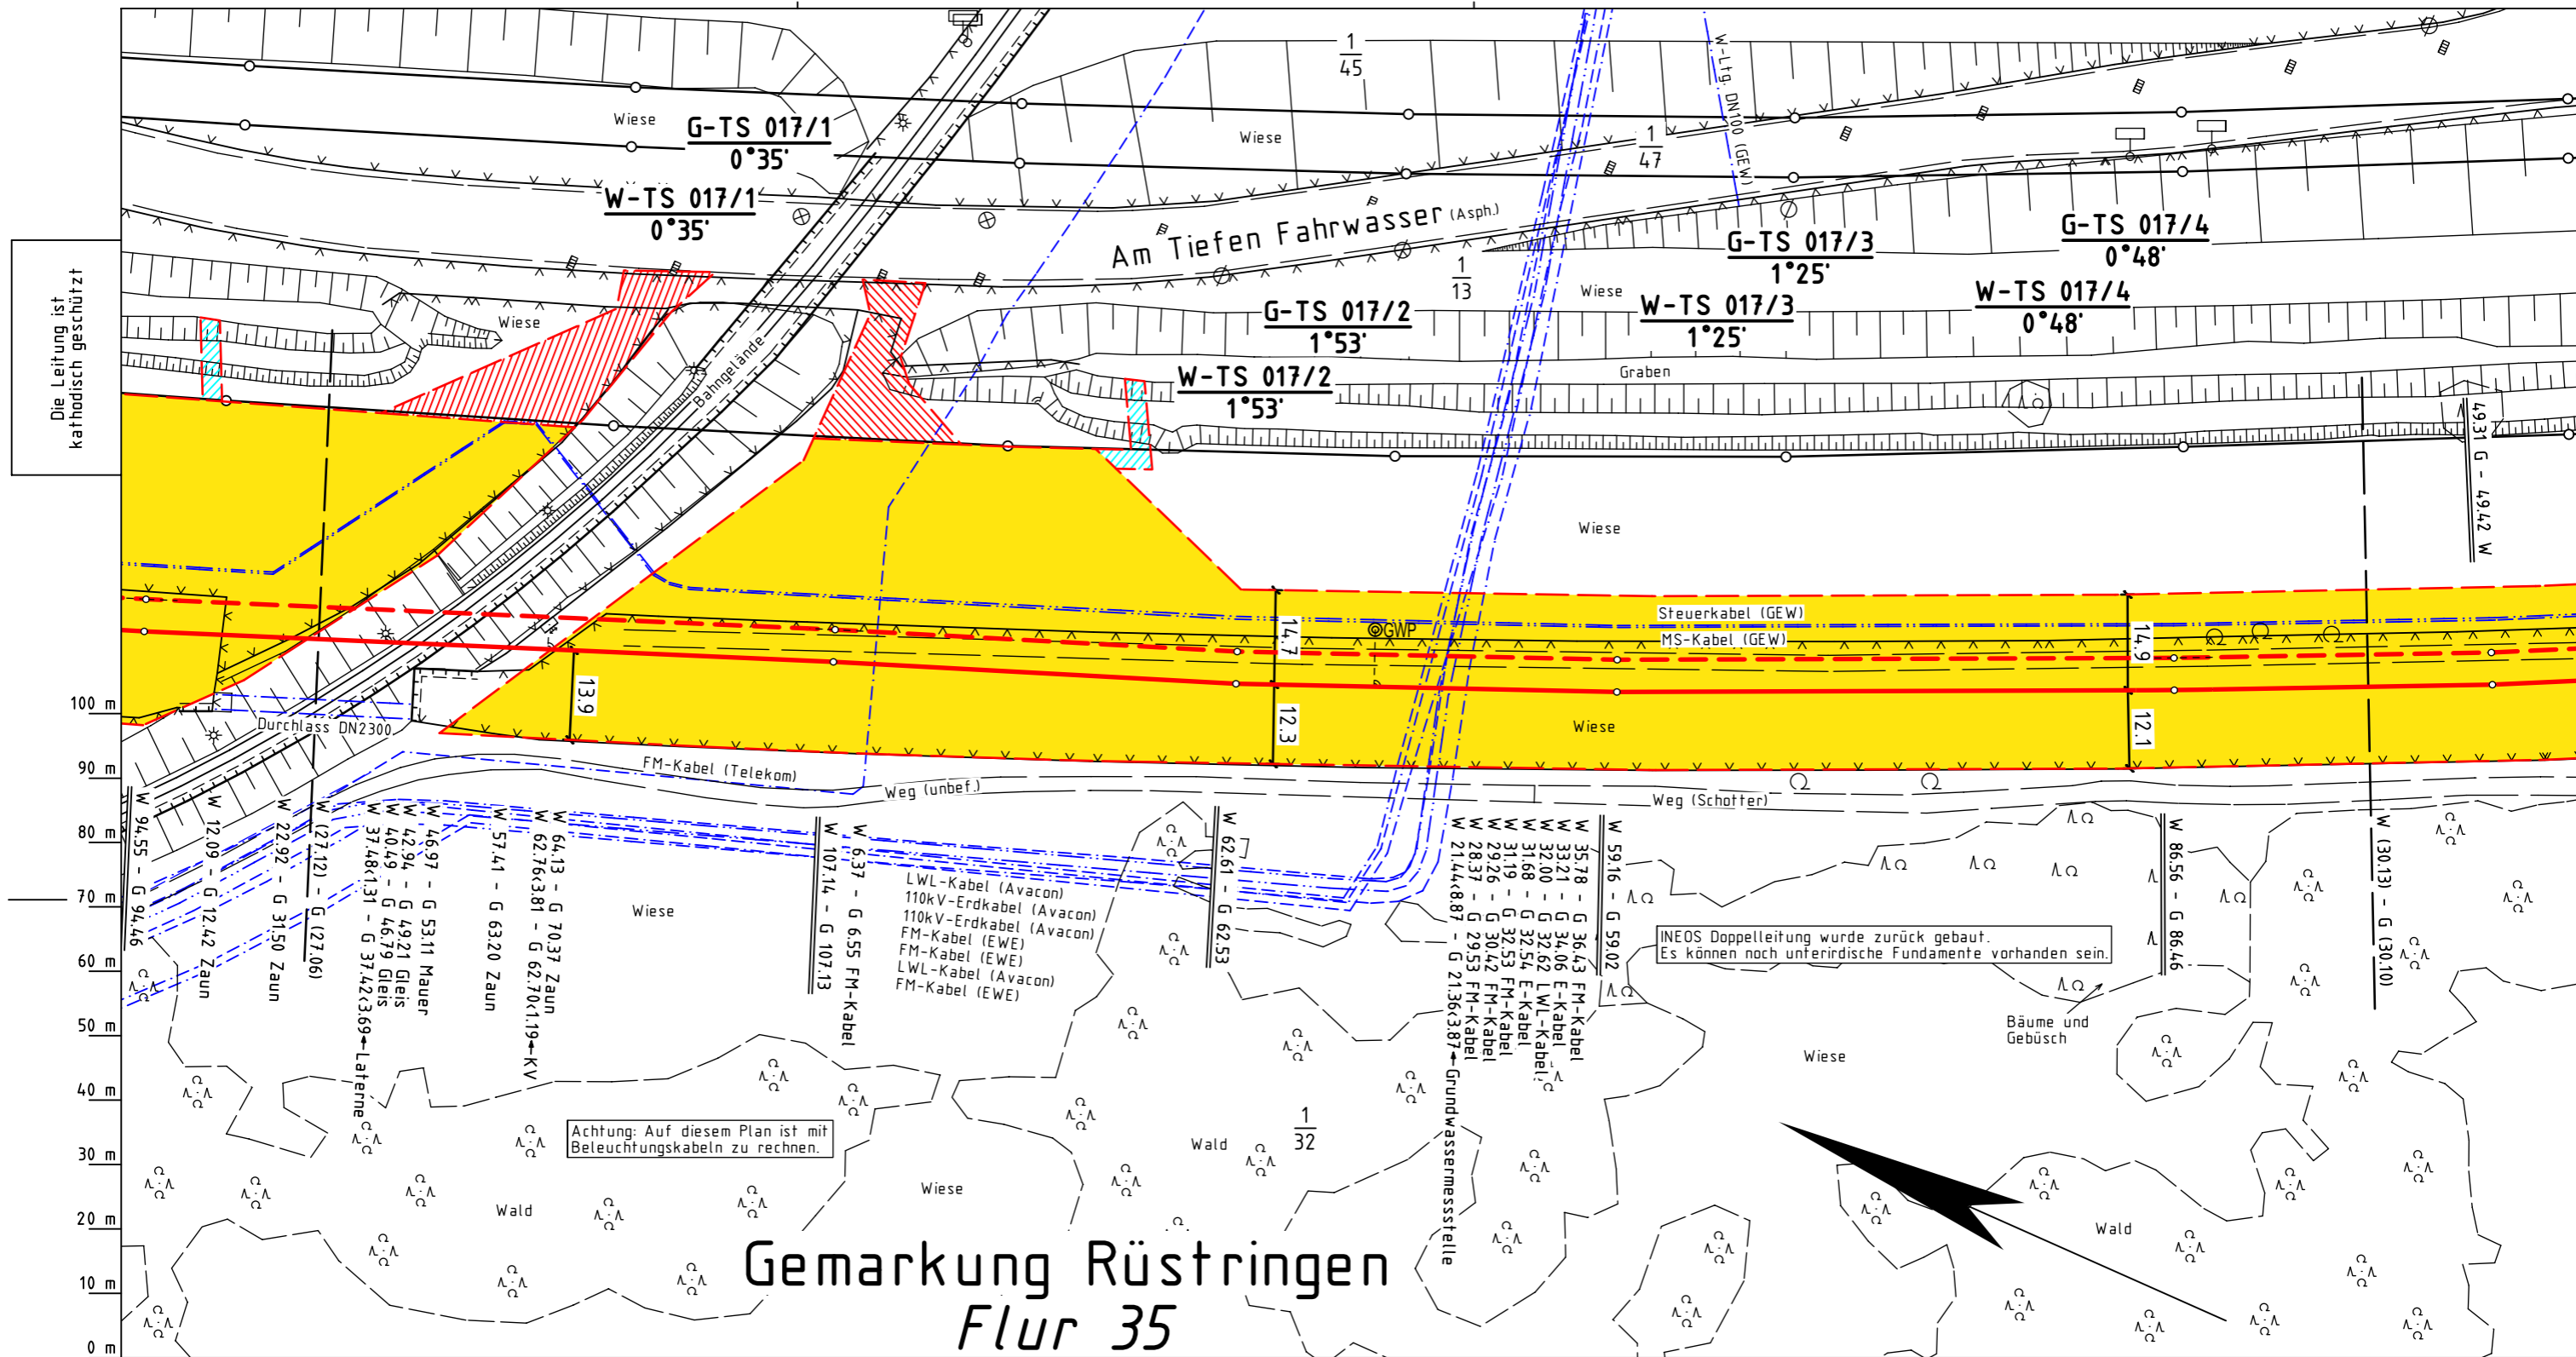 1
45
W-Ltg. DN100 (GEW)
Wiese
G-TS 017/1
0°35'
Wiese
1
47
W-TS 017/1
0°35'
Am Tiefen Fahrwasser (Asph.)
G-TS 017/3
1°25'
G-TS 017/4
0°48'
Die Leitung ist
kathodisch geschützt
1
13
Wiese
W-TS 017/3
1°25'
W-TS 017/4
0°48'
G-TS 017/2
1°53'
Wiese
Bahngelände
W-TS 017/2
1°53'
Graben
49.31 G - 49.42 W
Wiese
Steuerkabel (GEW)
MS-Kabel (GEW)
GWP
14.7
14.9
13.9
12.3
12.1
Wiese
Durchlass DN2300
FM-Kabel (Telekom)
Weg (unbef.)
Weg (Schotter)
100 m
90 m
80 m
70 m
60 m
50 m
40 m
30 m
20 m
10 m
0 m
W 94.55 - G 94.46
W 12.09 - G 12.42 Zaun
W 22.92 - G 31.50 Zaun
W (27.12) - G (27.06)
W 37.48<1.31 - G 37.42<3.69 Laterne
W 40.49 - G 46.79 Gleis
W 42.94 - G 49.21 Gleis
W 46.97 - G 53.11 Mauer
W 57.41 - G 63.20 Zaun
W 62.76<3.81 - G 62.70<1.19 KV
W 64.13 - G 70.37 Zaun
W 107.14 - G 107.13
W 6.37 - G 6.55 FM-Kabel
Wiese
LWL-Kabel (Avacon)
110kV-Erdkabel (Avacon)
110kV-Erdkabel (Avacon)
FM-Kabel (EWE)
FM-Kabel (EWE)
LWL-Kabel (Avacon)
FM-Kabel (EWE)
W 62.61 - G 62.53
W 21.44<8.87 - G 21.36<3.87 Grundwassermessstelle
W 28.37 - G 29.53 FM-Kabel
W 29.26 - G 30.42 FM-Kabel
W 31.19 - G 32.53 FM-Kabel
W 31.68 - G 32.54 E-Kabel
W 32.00 - G 32.62 LWL-Kabel
W 33.21 - G 34.06 E-Kabel
W 35.78 - G 36.43 FM-Kabel
W 59.16 - G 59.02
INEOS Doppelleitung wurde zurück gebaut.
Es können noch unterirdische Fundamente vorhanden sein.
W 86.56 - G 86.46
W (30.13) - G (30.10)
Bäume und
Gebüsch
Wiese
Achtung: Auf diesem Plan ist mit
Beleuchtungskabeln zu rechnen.
1
32
Wald
Wiese
Wald
Wald
Gemarkung Rüstringen
Flur 35